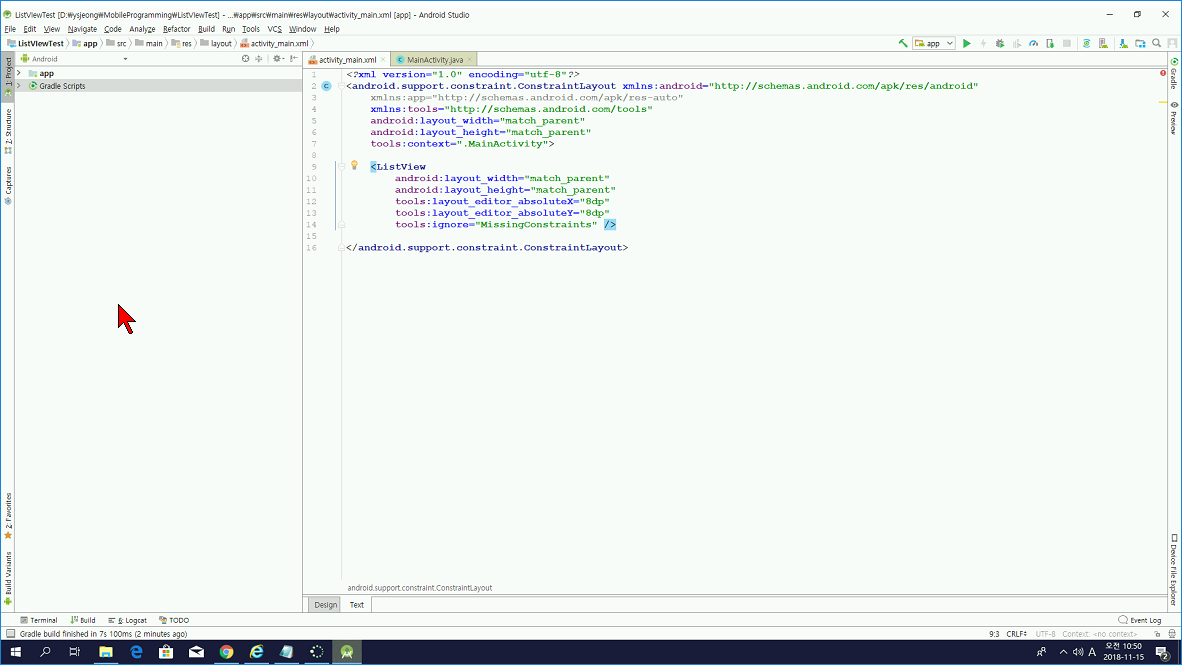 ListViewTest [D:₩ysjeong₩MobileProgramming₩ListViewTest] - ...₩app₩src₩main₩res₩layout₩activity_main.xml [app] - Android Studio
File Edit View Navigate Code Analyze Refactor Build Run Tools VCS Window Help
ListViewTest app src main res layout activity_main.xml app
Android activity_main.xml MainActivity.java
app
Gradle Scripts
1: Project
7: Structure
Captures
2: Favorites
Build Variants
1 <?xml version="1.0" encoding="utf-8"?>
2 <android.support.constraint.ConstraintLayout xmlns:android="http://schemas.android.com/apk/res/android"
3 xmlns:app="http://schemas.android.com/apk/res-auto"
4 xmlns:tools="http://schemas.android.com/tools"
5 android:layout_width="match_parent"
6 android:layout_height="match_parent"
7 tools:context=".MainActivity">
8
9 <ListView
10 android:layout_width="match_parent"
11 android:layout_height="match_parent"
12 tools:layout_editor_absoluteX="8dp"
13 tools:layout_editor_absoluteY="8dp"
14 tools:ignore="MissingConstraints" />
15
16 </android.support.constraint.ConstraintLayout>
Gradle
Preview
Device File Explorer
android.support.constraint.ConstraintLayout
Design Text
Terminal Build 6: Logcat TODO Event Log
Gradle build finished in 7s 100ms (2 minutes ago) 9:3 CRLF÷ UTF-8 Context: <no context>
A 오전 10:50
2018-11-15 2